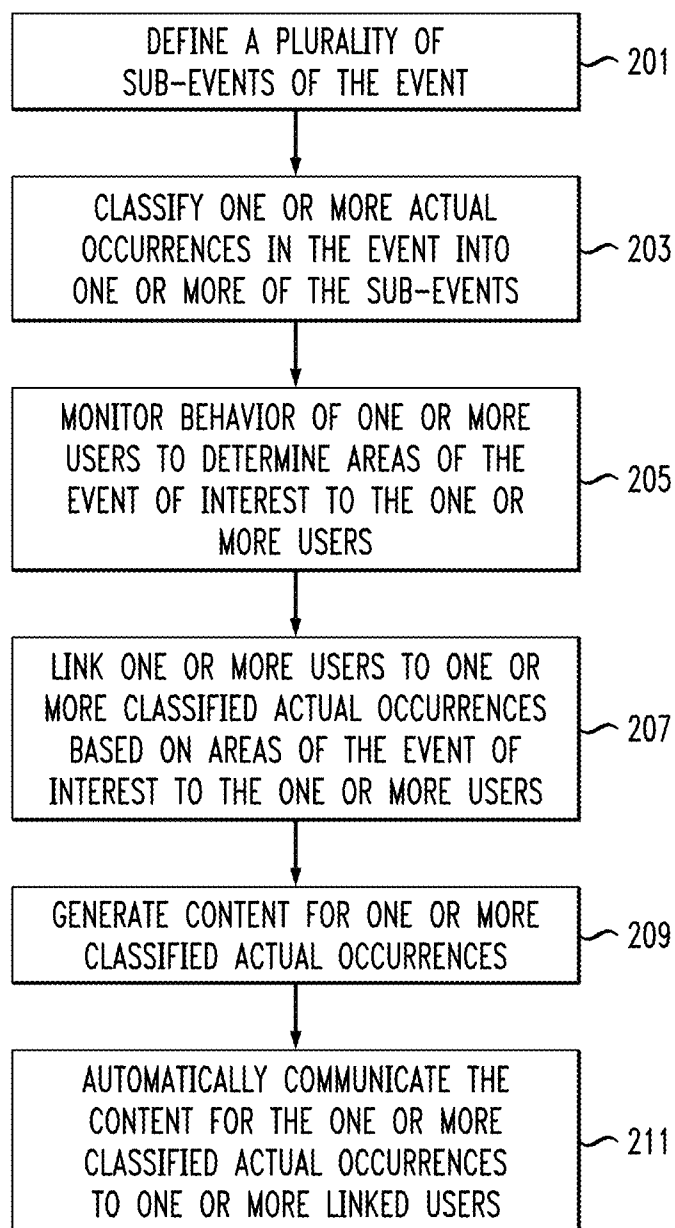 DEFINE A PLURALITY OF
SUB-EVENTS OF THE EVENT
201
CLASSIFY ONE OR MORE ACTUAL
OCCURRENCES IN THE EVENT INTO
ONE OR MORE OF THE SUB-EVENTS
203
MONITOR BEHAVIOR OF ONE OR MORE
USERS TO DETERMINE AREAS OF THE
EVENT OF INTEREST TO THE ONE OR
MORE USERS
205
LINK ONE OR MORE USERS TO ONE OR
MORE CLASSIFIED ACTUAL OCCURRENCES
BASED ON AREAS OF THE EVENT OF
INTEREST TO THE ONE OR MORE USERS
207
GENERATE CONTENT FOR ONE OR MORE
CLASSIFIED ACTUAL OCCURRENCES
209
AUTOMATICALLY COMMUNICATE THE
CONTENT FOR THE ONE OR MORE
CLASSIFIED ACTUAL OCCURRENCES
TO ONE OR MORE LINKED USERS
211